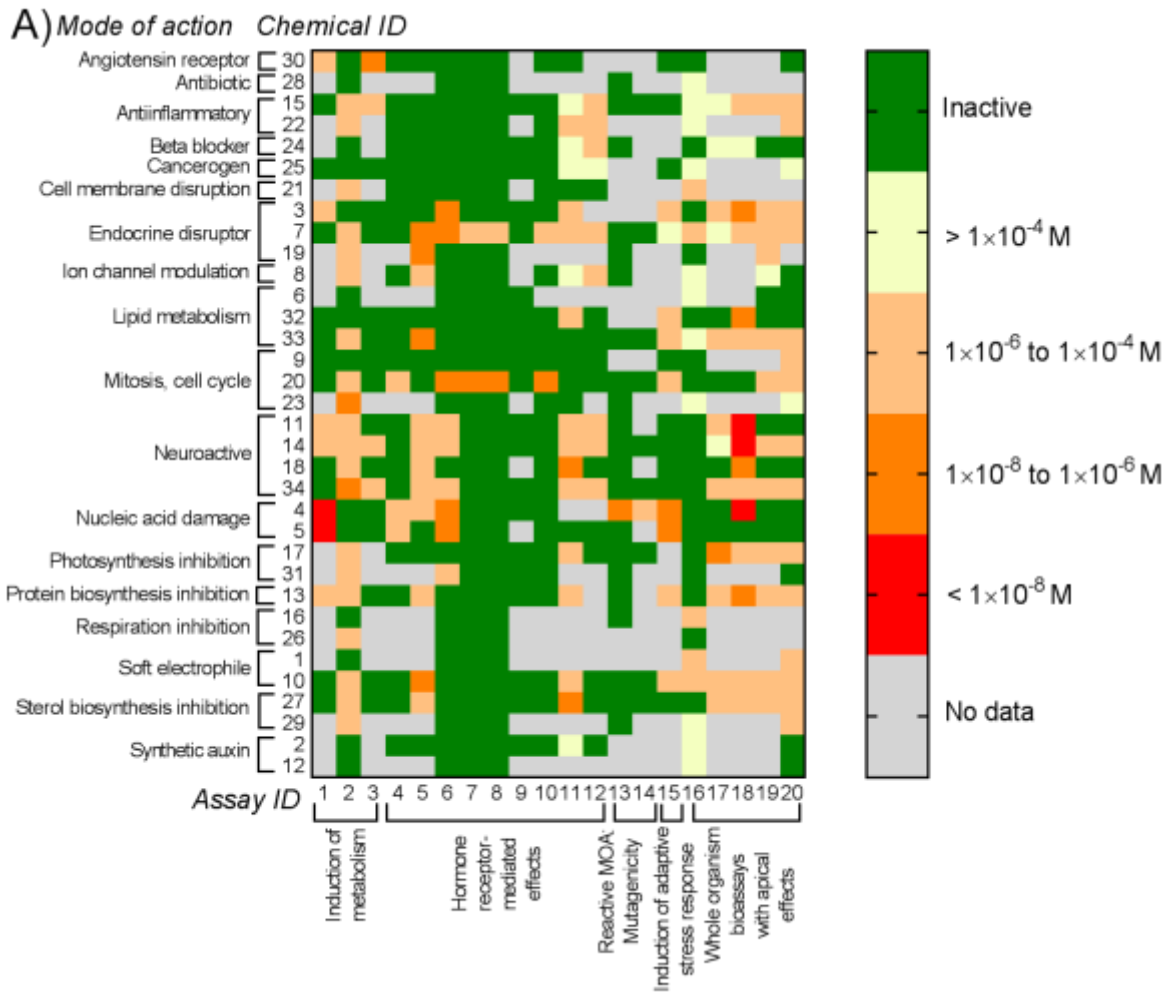 A) Mode of action Chemical ID
Angiotensin receptor 30
Antibiotic 28
Antiinflammatory 15
22
Beta blocker 24
Cancerogen 25
Cell membrane disruption 21
3
Endocrine disruptor 7
19
Ion channel modulation 8
6
Lipid metabolism 32
33
9
Mitosis, cell cycle 20
23
11
Neuroactive 14
18
34
Nucleic acid damage 4
5
Photosynthesis inhibition 17
31
Protein biosynthesis inhibition 13
Respiration inhibition 16
26
Soft electrophile 1
10
Sterol biosynthesis inhibition 27
29
Synthetic auxin 2
12
Assay ID 1 2 3 4 5 6 7 8 9 10 11 12 13 14 15 16 17 18 19 20
Induction of
metabolism
Hormone
receptor-
mediated
effects
Reactive MOA:
Mutagenicity
Induction of adaptive
stress response
Whole organism
bioassays
with apical
effects
Inactive
> 1×10⁻⁴ M
1×10⁻⁶ to 1×10⁻⁴ M
1×10⁻⁸ to 1×10⁻⁶ M
< 1×10⁻⁸ M
No data